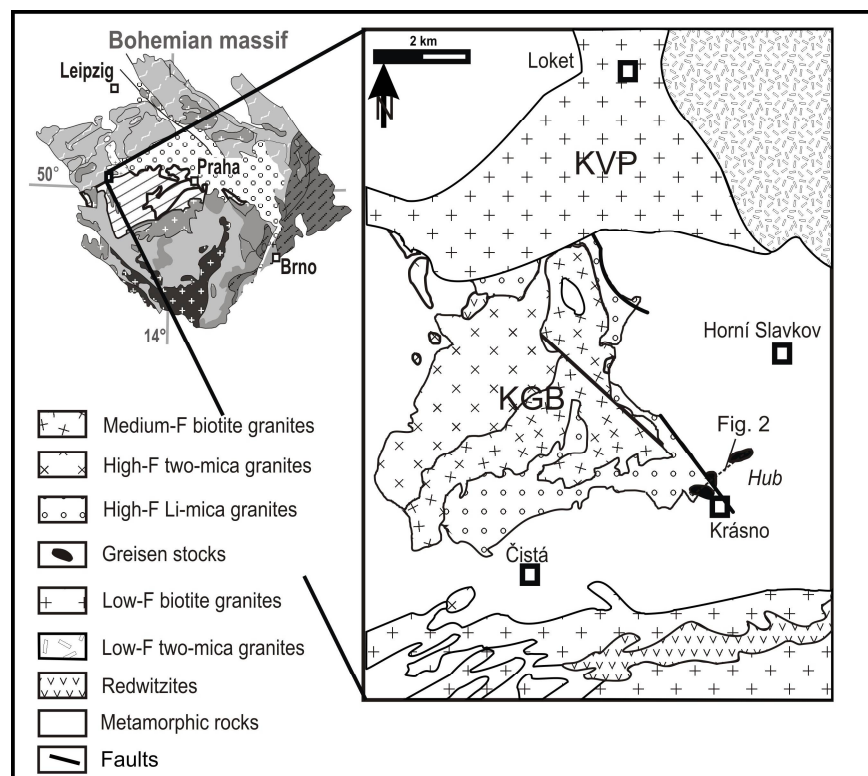 Bohemian massif
Leipzig
50°
Praha
Brno
14°
2 km
N
Loket
KVP
Horní Slavkov
KGB
Fig. 2
Hub
Krásno
Čistá
Medium-F biotite granites
High-F two-mica granites
High-F Li-mica granites
Greisen stocks
Low-F biotite granites
Low-F two-mica granites
Redwitzites
Metamorphic rocks
Faults